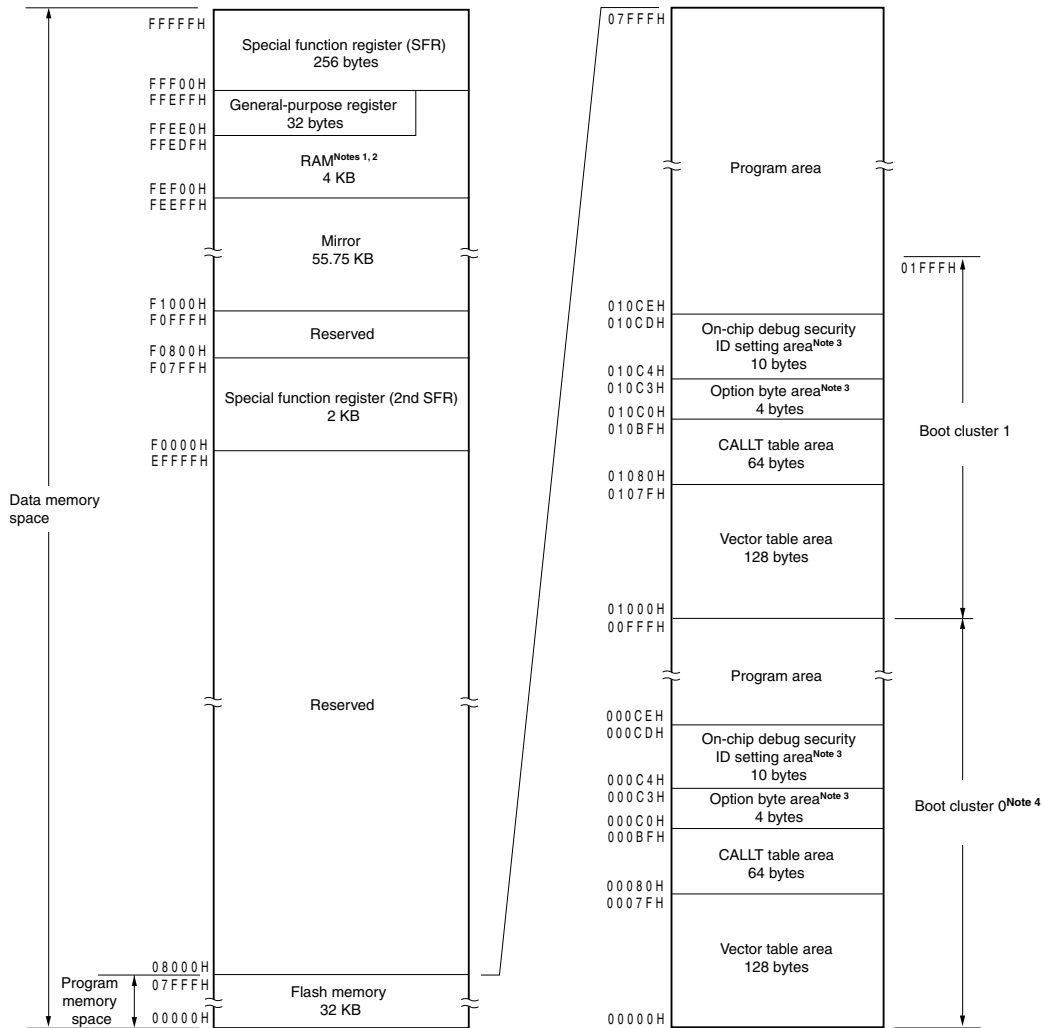 FFFFFH
Special function register (SFR)
256 bytes
FFF00H
FFEFFH
General-purpose register
32 bytes
FFEE0H
FFEDFH
RAMNotes 1, 2
4 KB
FEF00H
FEEFFH
Mirror
55.75 KB
F1000H
F0FFFH
Reserved
F0800H
F07FFH
Special function register (2nd SFR)
2 KB
F0000H
EFFFFH
Data memory
space
Reserved
08000H
07FFFH
Program
memory
space
Flash memory
32 KB
00000H
07FFFH
Program area
01FFFH
010CEH
010CDH
On-chip debug security
ID setting areaNote 3
10 bytes
010C4H
010C3H
Option byte areaNote 3
4 bytes
010C0H
010BFH
Boot cluster 1
CALLT table area
64 bytes
01080H
0107FH
Vector table area
128 bytes
01000H
00FFFH
Program area
000CEH
000CDH
On-chip debug security
ID setting areaNote 3
10 bytes
000C4H
000C3H
Option byte areaNote 3
4 bytes
Boot cluster 0Note 4
000C0H
000BFH
CALLT table area
64 bytes
00080H
0007FH
Vector table area
128 bytes
00000H